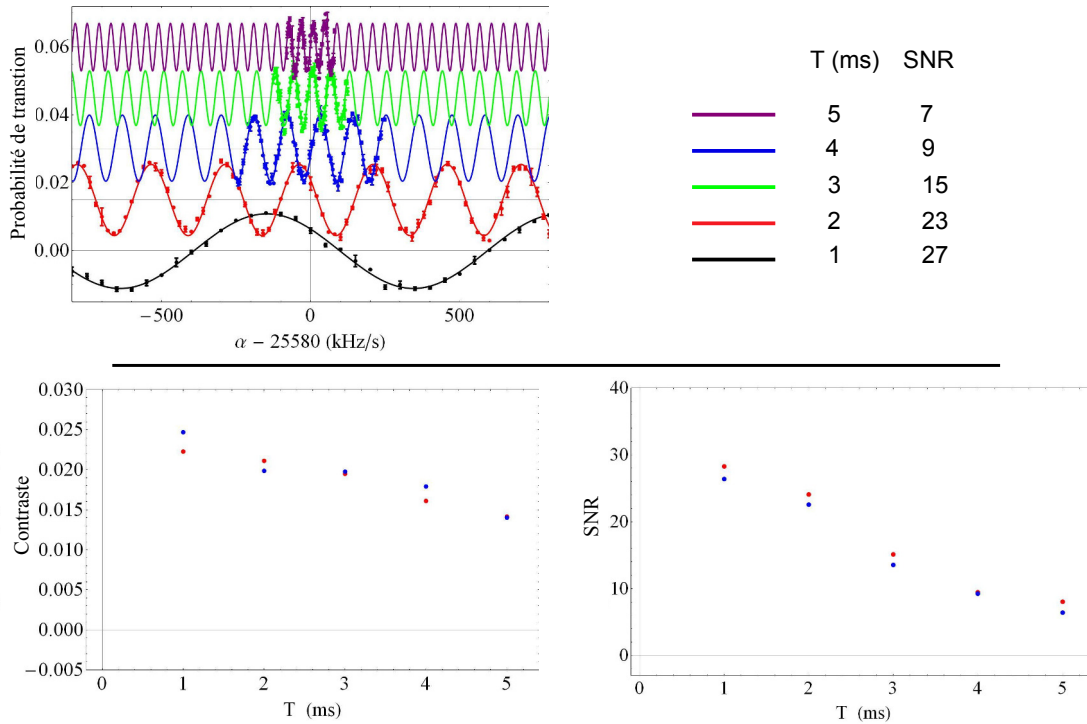 Probabilité de transtion
0.06
0.04
0.02
0.00
−500 0 500
α − 25580 (kHz/s)
T (ms) SNR
5 7
4 9
3 15
2 23
1 27
Contraste
0.030
0.025
0.020
0.015
0.010
0.005
0.000
−0.005
0 1 2 3 4 5
T (ms)
SNR
40
30
20
10
0
0 1 2 3 4 5
T (ms)